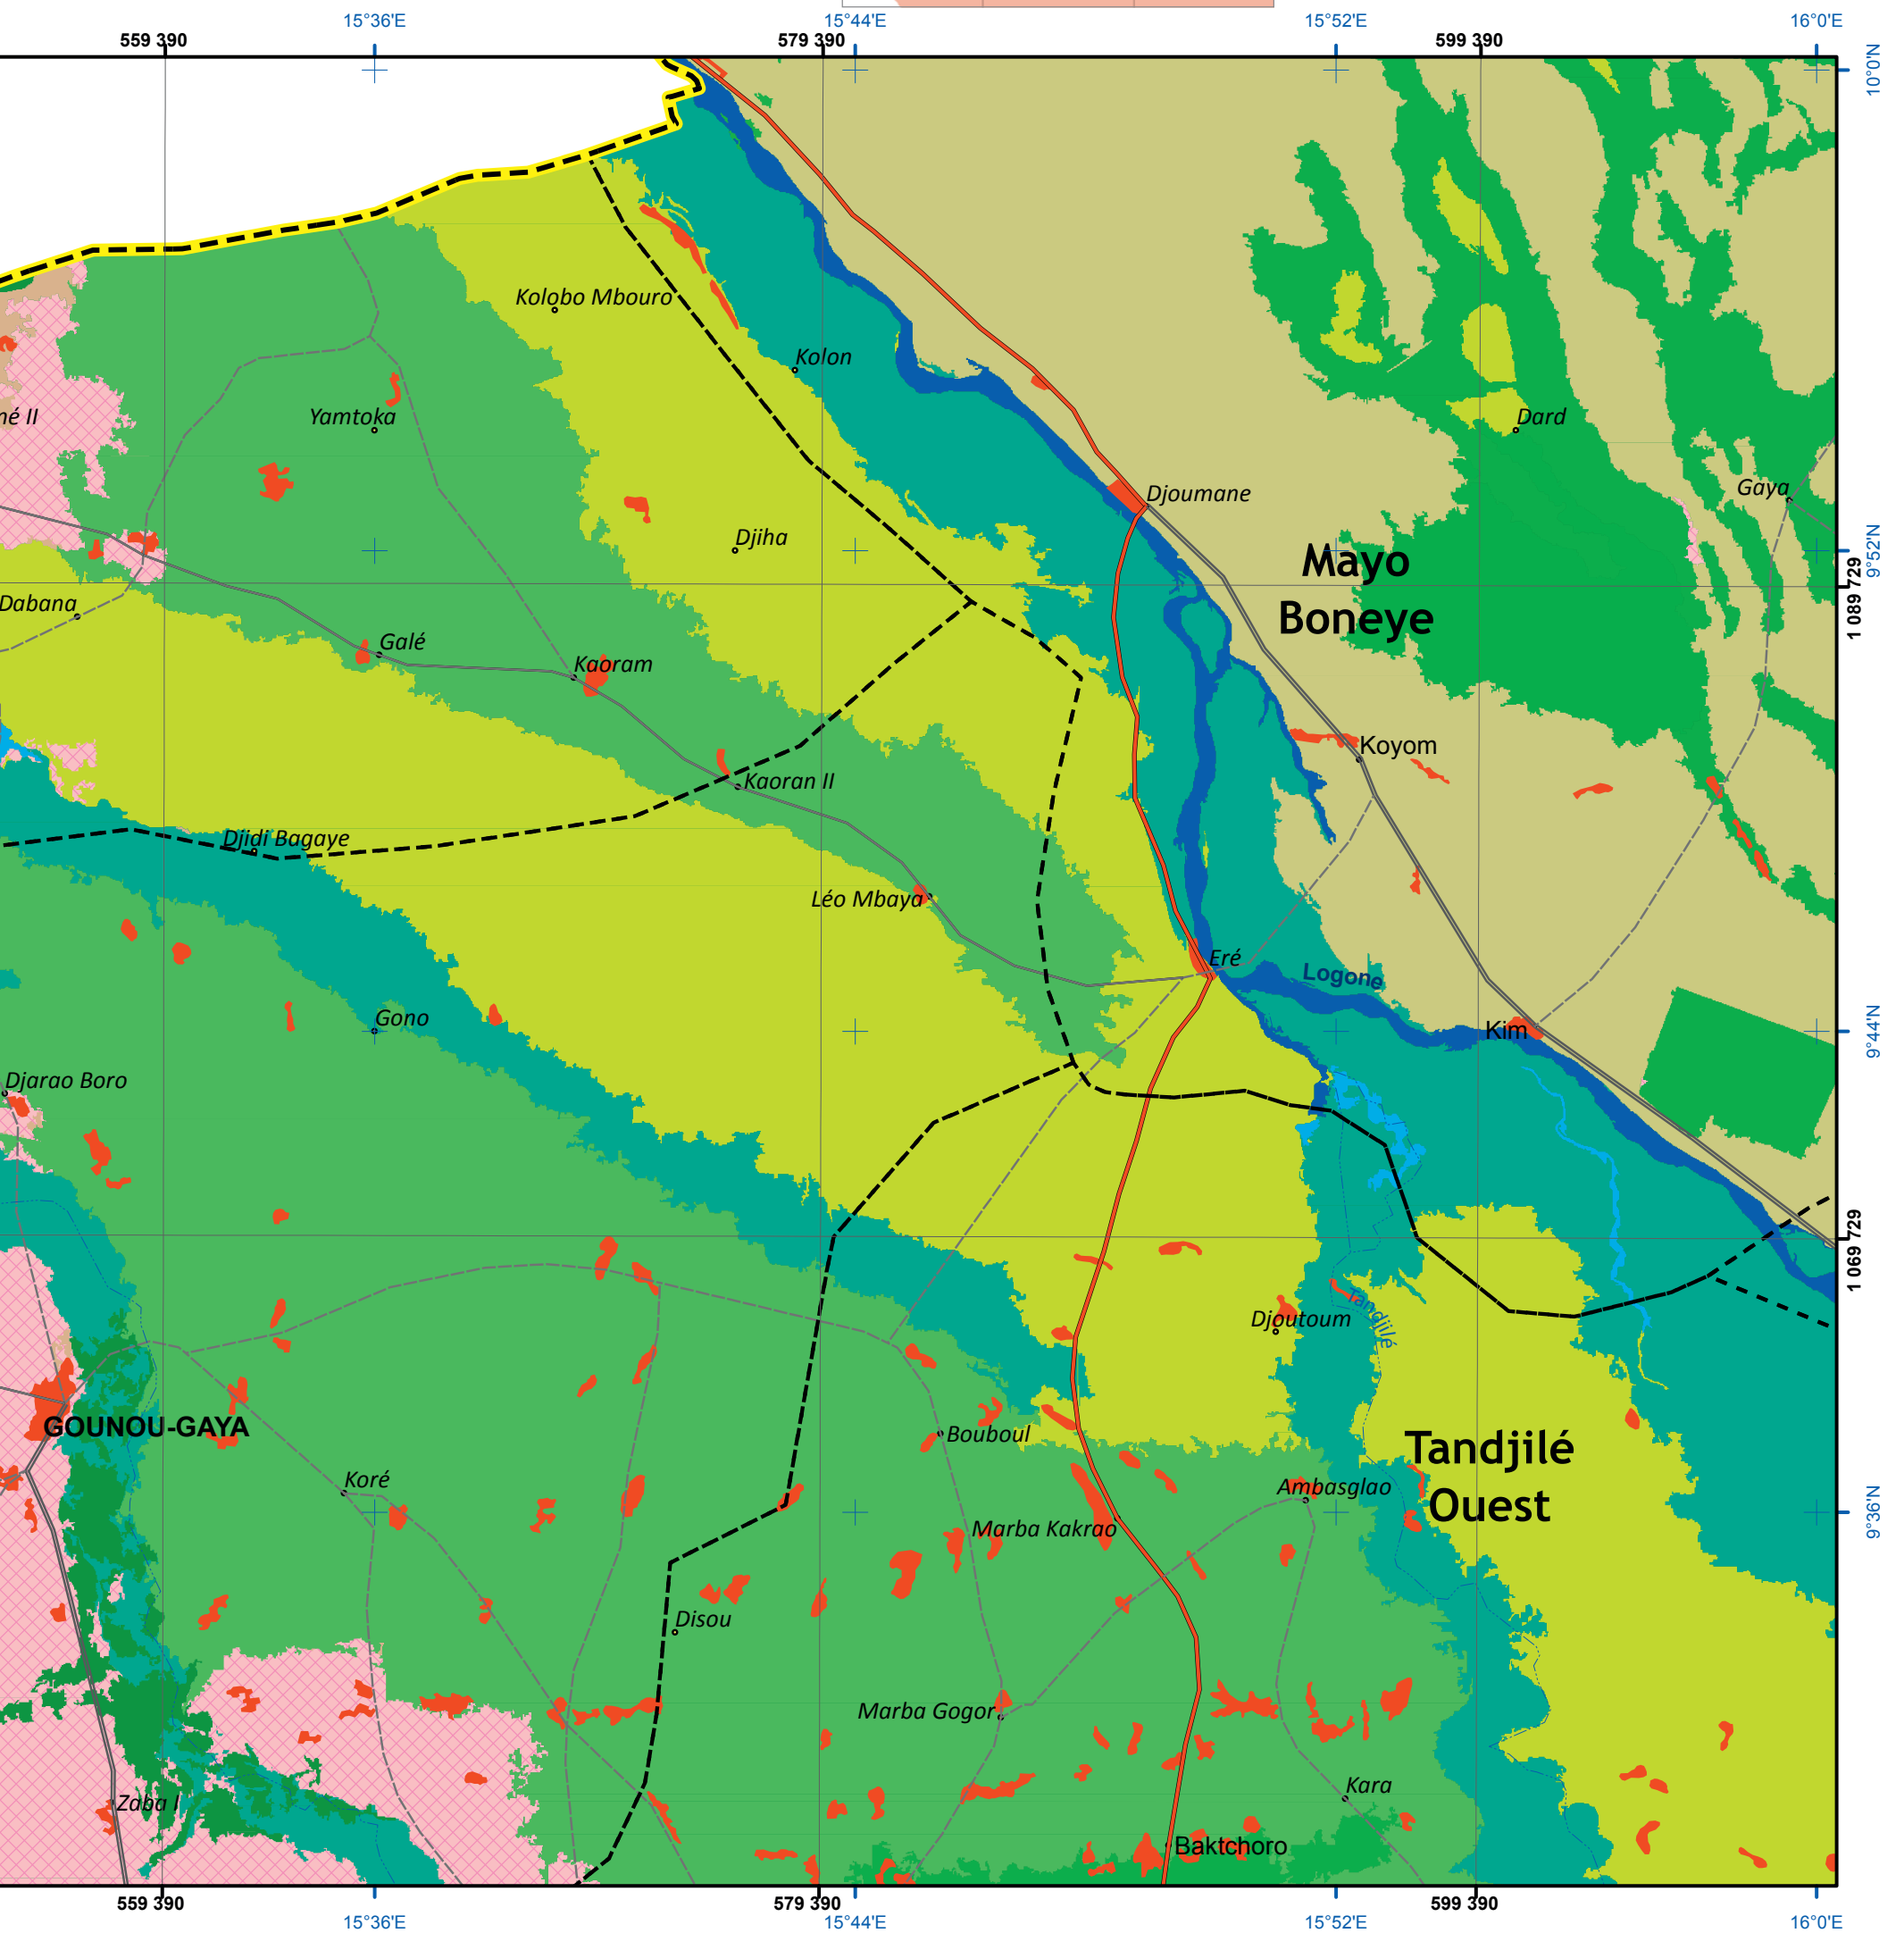 15°36'E
15°44'E
15°52'E
16°0'E
559 390
579 390
599 390
10°0'N
Kolobo Mbouro
Kolon
né II
Yamtoka
Dard
Gaya
Djoumane
Djiha
9°52'N
Mayo
Boneye
1 089 729
Dabana
Galé
Kaoram
Koyom
Kaoran II
Djidi Bagaye
Léo Mbaya
Eré
Logone
Gono
Kim
9°44'N
Djarao Boro
1 069 729
Tandjilé
Djoutoum
GOUNOU-GAYA
Bouboul
Tandjilé
Ouest
Koré
Ambasglao
Marba Kakrao
9°36'N
Disou
Marba Gogor
Kara
Zaba I
Baktchoro
559 390
579 390
599 390
15°36'E
15°44'E
15°52'E
16°0'E